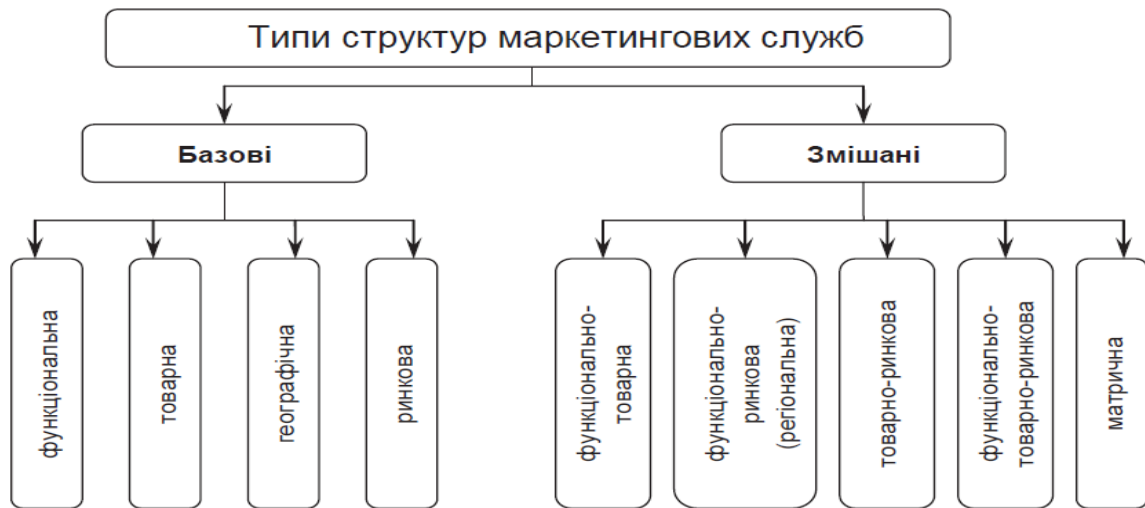 Типи структур маркетингових служб
Базові
Змішані
функціональна
товарна
географічна
ринкова
функціонально-
товарна
функціонально-
ринкова
(регіональна)
товарно-ринкова
функціонально-
товарно-ринкова
матрична